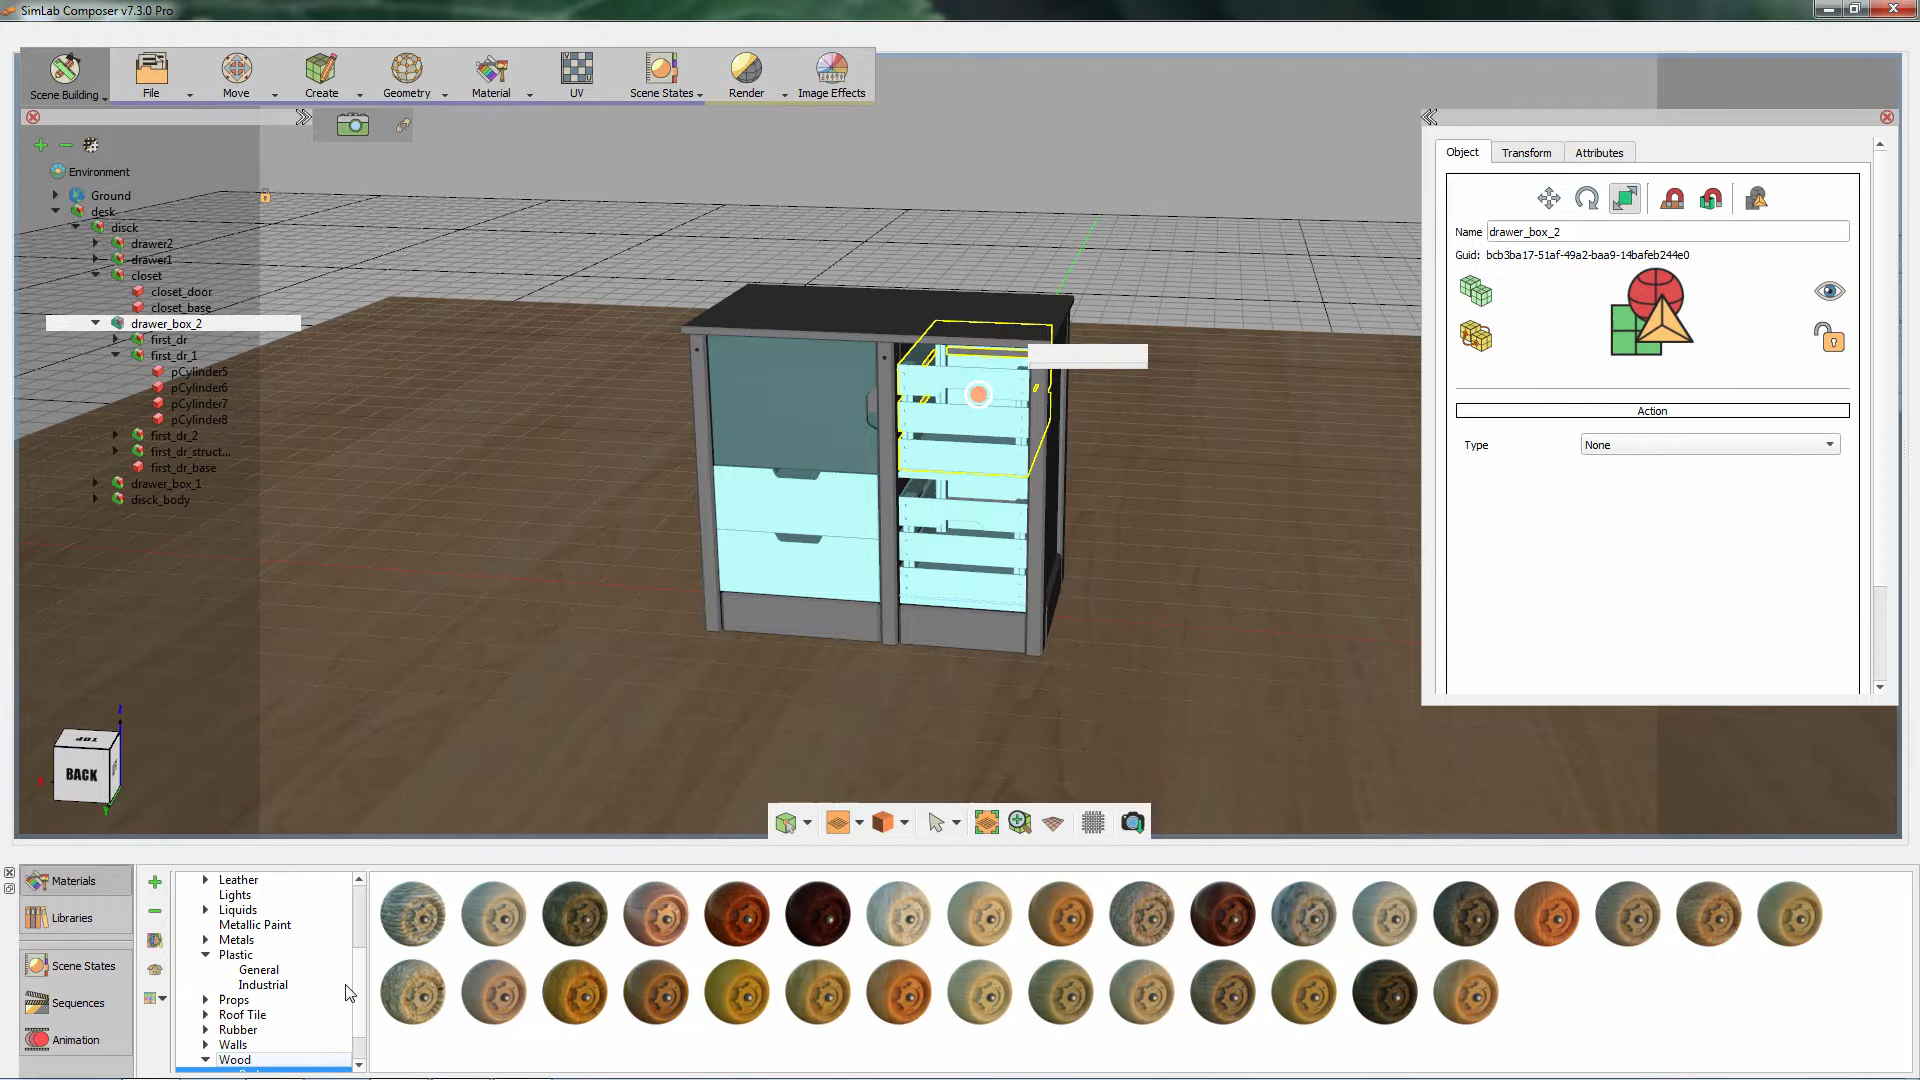 SimLab Composer v7.3.0 Pro
Scene Building
File
Move
Create
Geometry
Material
UV
Scene States
Render
Image Effects
Environment
Ground
desk
disck
drawer2
drawer1
closet
closet_door
closet_base
drawer_box_2
first_dr
first_dr_1
pCylinder5
pCylinder6
pCylinder7
pCylinder8
first_dr_2
first_dr_struct...
first_dr_base
drawer_box_1
disck_body
Object
Transform
Attributes
Name drawer_box_2
Guid: bcb3ba17-51af-49a2-baa9-14bafeb244e0
Action
Type None
Z
TOP
BACK
X
Y
Materials
Libraries
Scene States
Sequences
Animation
Leather
Lights
Liquids
Metallic Paint
Metals
Plastic
General
Industrial
Props
Roof Tile
Rubber
Walls
Wood